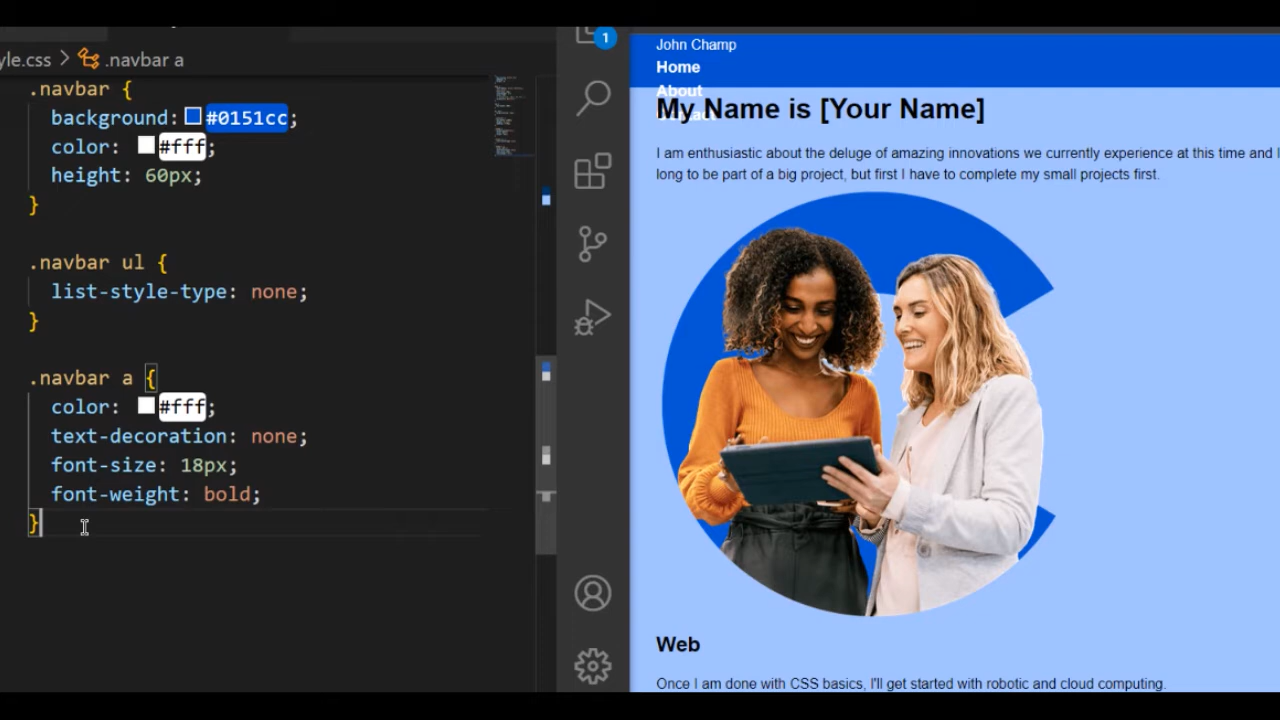 yle.css > .navbar a
.navbar {
background: #0151cc;
color: #fff;
height: 60px;
}
.navbar ul {
list-style-type: none;
}
.navbar a {
color: #fff;
text-decoration: none;
font-size: 18px;
font-weight: bold;
}
1
John Champ
Home
About
My Name is [Your Name]
I am enthusiastic about the deluge of amazing innovations we currently experience at this time and I
long to be part of a big project, but first I have to complete my small projects first.
Web
Once I am done with CSS basics, I'll get started with robotic and cloud computing.